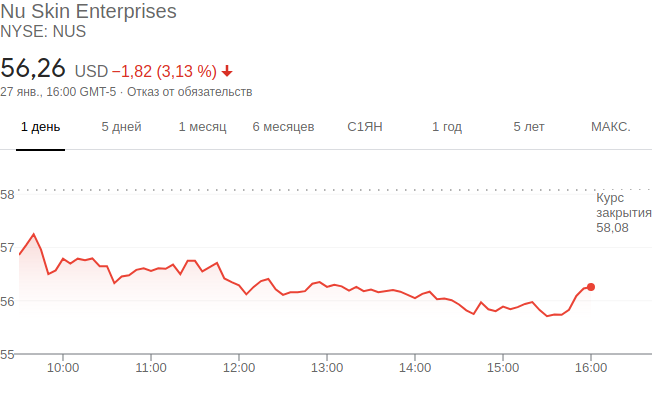 Nu Skin Enterprises
NYSE: NUS
56,26 USD −1,82 (3,13 %)
27 янв., 16:00 GMT-5 · Отказ от обязательств
1 день 5 дней 1 месяц 6 месяцев С1ЯН 1 год 5 лет МАКС.
58
Курс
закрытия
58,08
57
56
55
10:00 11:00 12:00 13:00 14:00 15:00 16:00